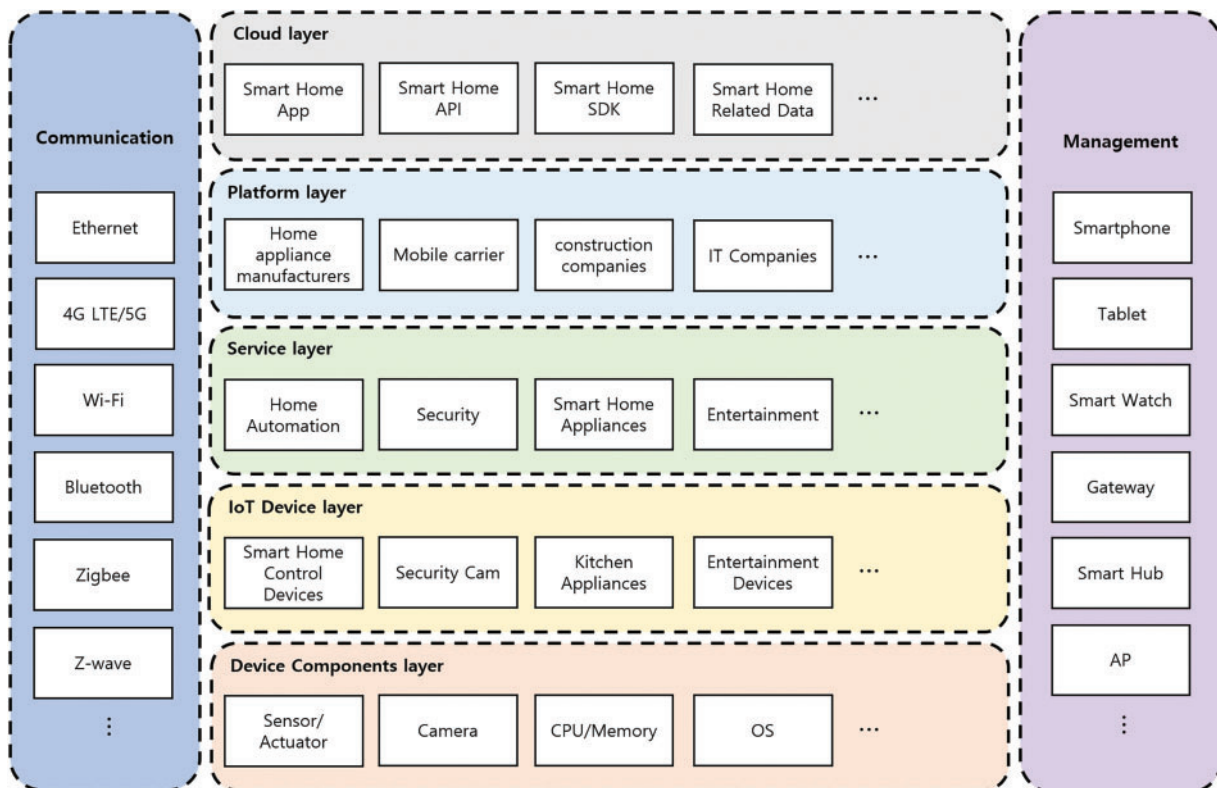 Communication
Ethernet
4G LTE/5G
Wi-Fi
Bluetooth
Zigbee
Z-wave
⋮
Cloud layer
Smart Home
App
Smart Home
API
Smart Home
SDK
Smart Home
Related Data
...
Platform layer
Home
appliance
manufacturers
Mobile carrier
construction
companies
IT Companies
...
Service layer
Home
Automation
Security
Smart Home
Appliances
Entertainment
...
IoT Device layer
Smart Home
Control
Devices
Security Cam
Kitchen
Appliances
Entertainment
Devices
...
Device Components layer
Sensor/
Actuator
Camera
CPU/Memory
OS
...
Management
Smartphone
Tablet
Smart Watch
Gateway
Smart Hub
AP
⋮